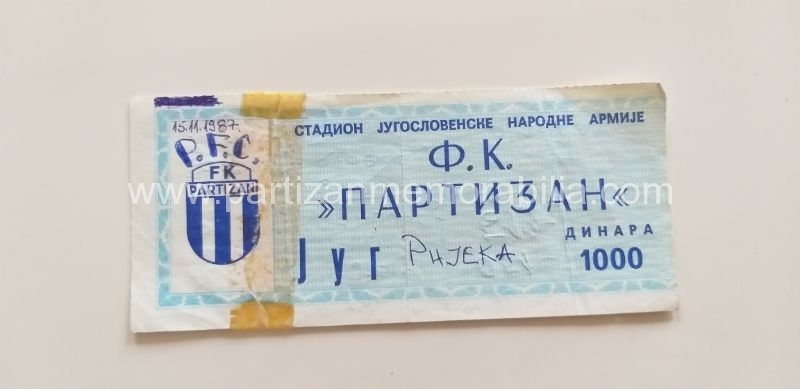 15.11.1987.
P.F.C.
FK
PARTIZAN
СТАДИОН ЈУГОСЛОВЕНСКЕ НАРОДНЕ АРМИЈЕ
Ф.К.
»ПАРТИЗАН«
ДИНАРА
Југ РИЈЕКА 1000
www.partizanmemorabilia.com